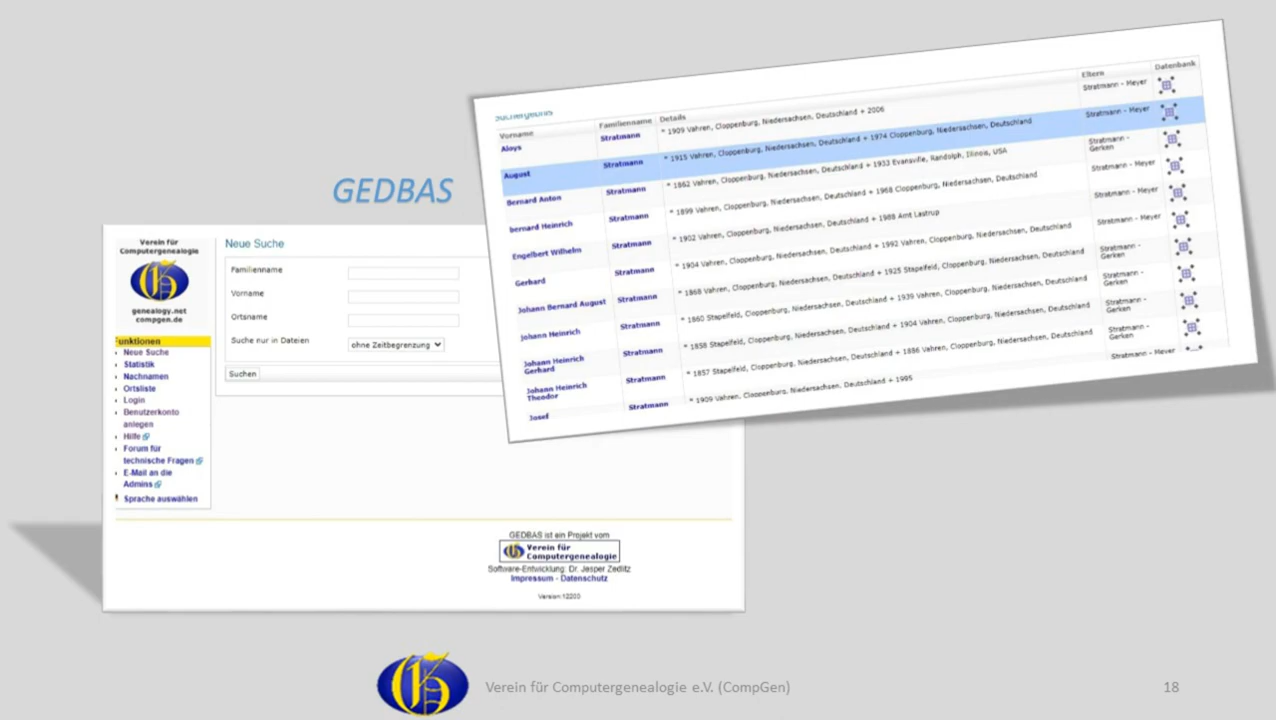 GEDBAS
Suchergebnis
Vorname Familienname Details Eltern Datenbank
Aloys Stratmann * 1909 Vahren, Cloppenburg, Niedersachsen, Deutschland + 2006 Stratmann - Meyer
August Stratmann * 1915 Vahren, Cloppenburg, Niedersachsen, Deutschland + 1974 Cloppenburg, Niedersachsen, Deutschland Stratmann - Meyer
Bernard Anton Stratmann * 1862 Vahren, Cloppenburg, Niedersachsen, Deutschland + 1933 Evansville, Randolph, Illinois, USA Stratmann -
Gerken
bernard Heinrich Stratmann * 1899 Vahren, Cloppenburg, Niedersachsen, Deutschland + 1968 Cloppenburg, Niedersachsen, Deutschland Stratmann - Meyer
Engelbert Wilhelm Stratmann * 1902 Vahren, Cloppenburg, Niedersachsen, Deutschland + 1988 Amt Lastrup Stratmann - Meyer
Gerhard Stratmann * 1904 Vahren, Cloppenburg, Niedersachsen, Deutschland + 1992 Vahren, Cloppenburg, Niedersachsen, Deutschland Stratmann - Meyer
Johann Bernard August Stratmann * 1868 Vahren, Cloppenburg, Niedersachsen, Deutschland + 1925 Stapelfeld, Cloppenburg, Niedersachsen, Deutschland Stratmann -
Gerken
Johann Heinrich Stratmann * 1860 Stapelfeld, Cloppenburg, Niedersachsen, Deutschland + 1939 Vahren, Cloppenburg, Niedersachsen, Deutschland Stratmann -
Gerken
Johann Heinrich Stratmann * 1858 Stapelfeld, Cloppenburg, Niedersachsen, Deutschland + 1904 Vahren, Cloppenburg, Niedersachsen, Deutschland Stratmann -
Gerhard Gerken
Johann Heinrich Stratmann * 1857 Stapelfeld, Cloppenburg, Niedersachsen, Deutschland + 1886 Vahren, Cloppenburg, Niedersachsen, Deutschland Stratmann -
Theodor Gerken
Josef Stratmann * 1909 Vahren, Cloppenburg, Niedersachsen, Deutschland + 1995 Stratmann - Meyer
Verein für
Computergenealogie
genealogy.net
compgen.de
Funktionen
Neue Suche
Statistik
Nachnamen
Ortsliste
Login
Benutzerkonto
anlegen
Hilfe
Forum für
technische Fragen
E-Mail an die
Admins
Sprache auswählen
Neue Suche
Familienname
Vorname
Ortsname
Suche nur in Dateien ohne Zeitbegrenzung
Suchen
GEDBAS ist ein Projekt vom
Verein für
Computergenealogie
Software-Entwicklung: Dr. Jesper Zedlitz
Impressum - Datenschutz
Version:12200
Verein für Computergenealogie e.V. (CompGen)
18